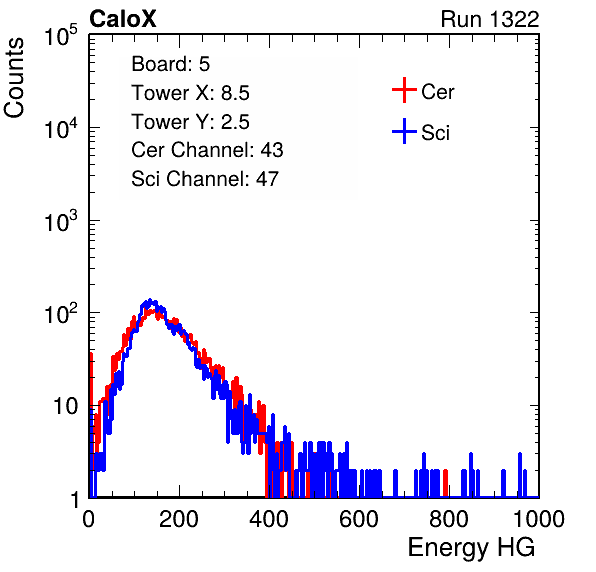 CaloX Run 1322
Counts
10^5
10^4
10^3
10^2
10
1
Board: 5
Tower X: 8.5
Tower Y: 2.5
Cer Channel: 43
Sci Channel: 47
Cer
Sci
0 200 400 600 800 1000
Energy HG